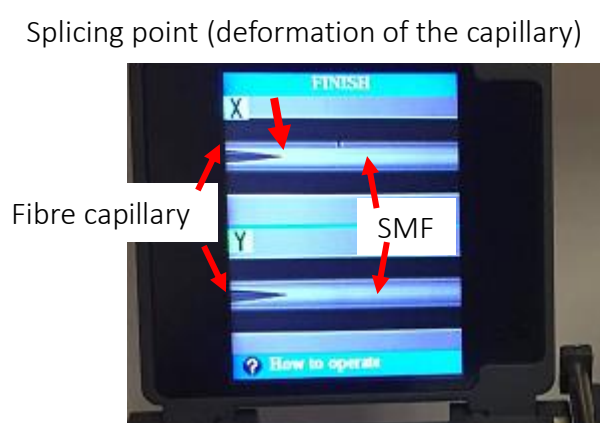 Splicing point (deformation of the capillary)
FINISH
X
Fibre capillary
SMF
Y
? How to operate